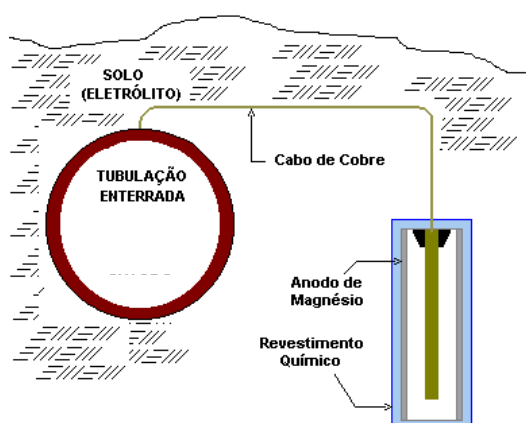 SOLO
(ELETRÓLITO)
Cabo de Cobre
TUBULAÇÃO
ENTERRADA
Anodo de
Magnésio
Revestimento
Químico